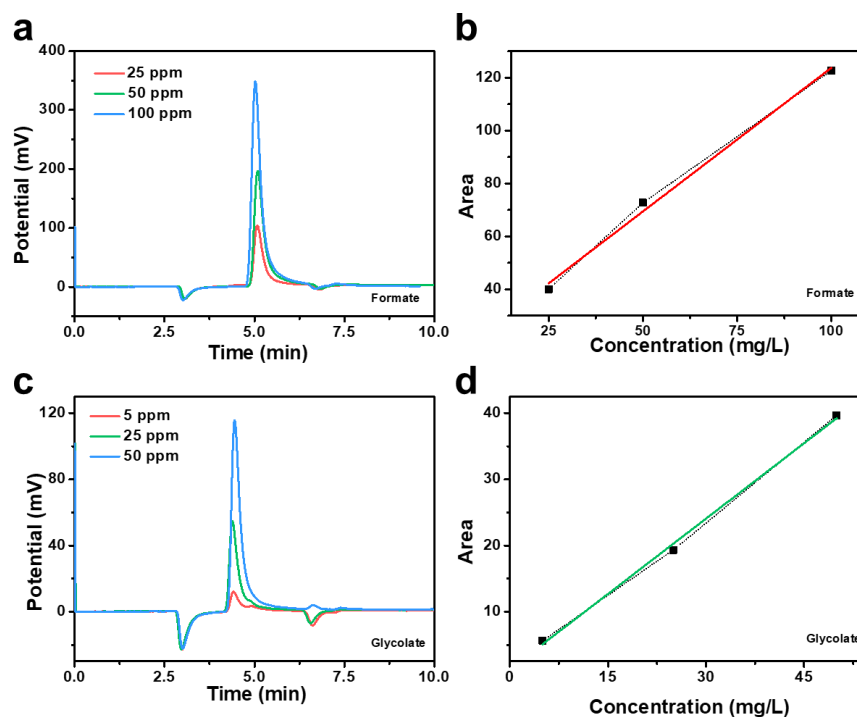 a
400
300
200
100
0
Potential (mV)
25 ppm
50 ppm
100 ppm
Formate
0.0 2.5 5.0 7.5 10.0
Time (min)
b
120
100
80
60
40
Area
Formate
25 50 75 100
Concentration (mg/L)
c
120
80
40
0
Potential (mV)
5 ppm
25 ppm
50 ppm
Glycolate
0.0 2.5 5.0 7.5 10.0
Time (min)
d
40
30
20
10
Area
Glycolate
0 15 30 45
Concentration (mg/L)